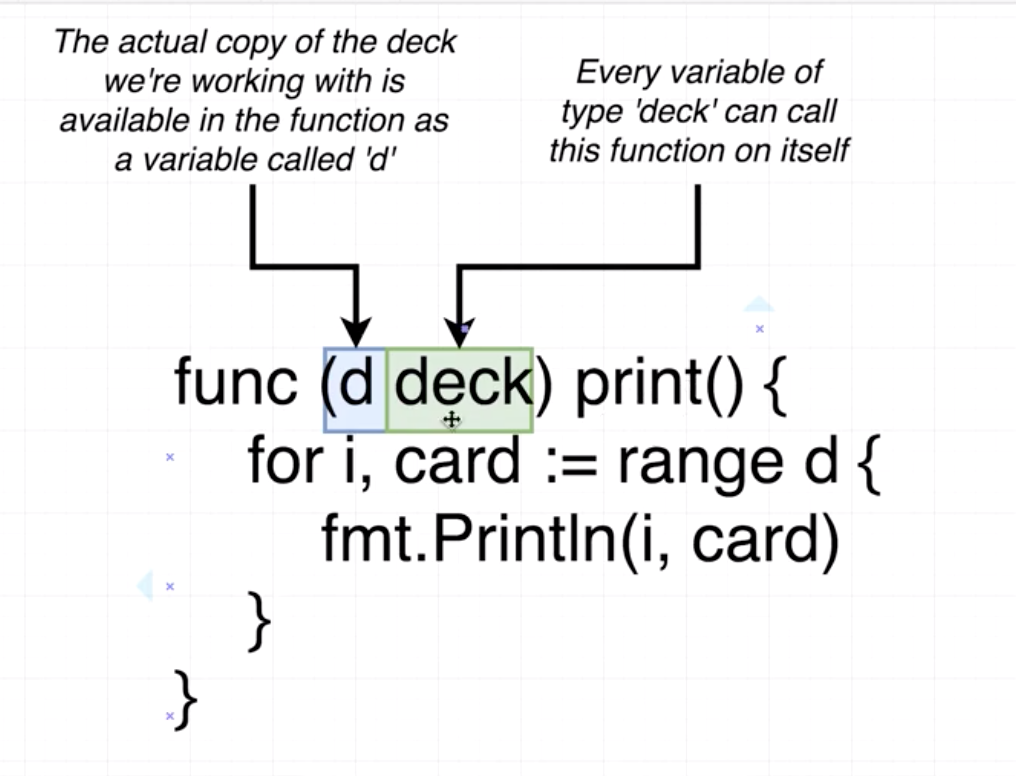 The actual copy of the deck
we're working with is
available in the function as
a variable called 'd'
Every variable of
type 'deck' can call
this function on itself
func (d deck) print() {
for i, card := range d {
fmt.Println(i, card)
}
}